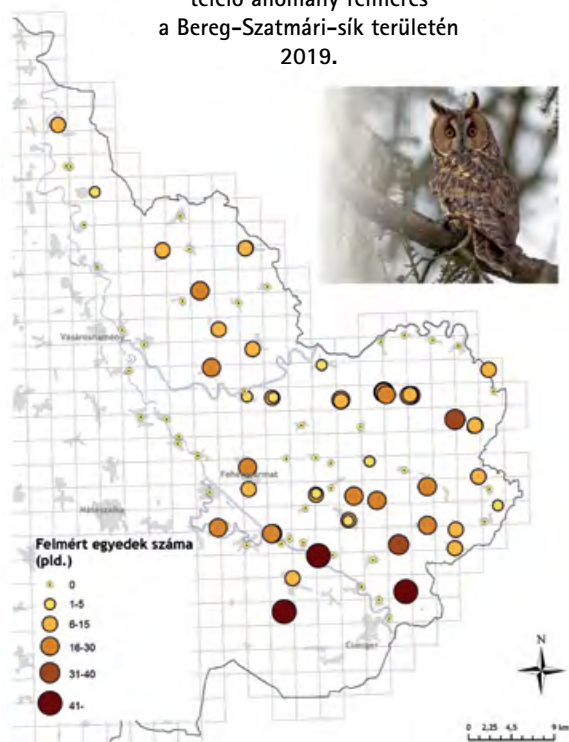 telelő állomány felmérés
a Bereg-Szatmári-sík területén
2019.
Vásárosnamény
Fehérgyarmat
Mátészalka
Felmért egyedek száma
(pld.)
0
1-5
6-15
16-30
31-40
41-
Csenger
N
0 2,25 4,5 9 km